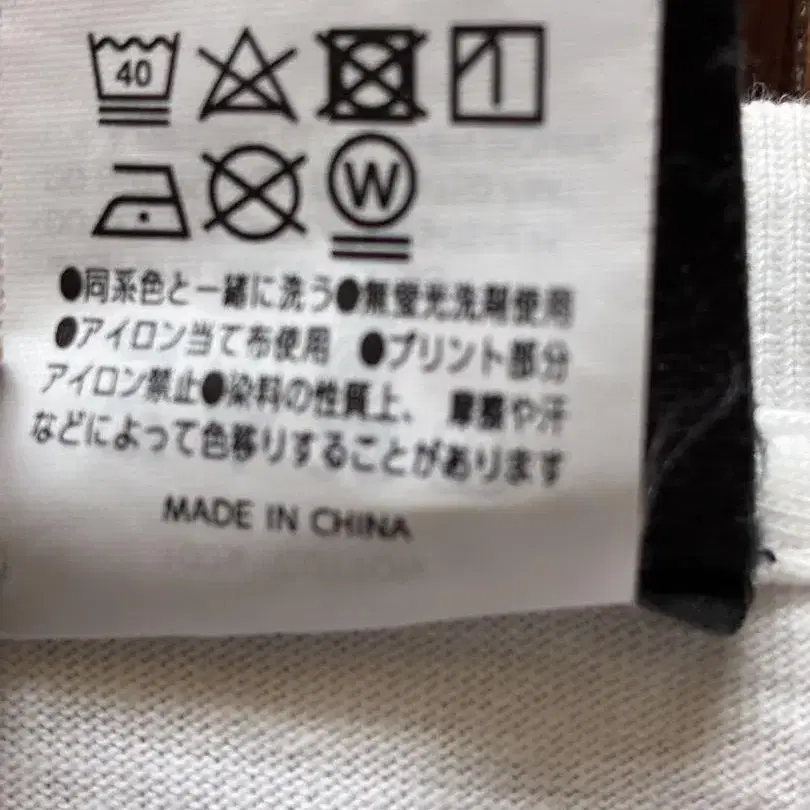 40
W
●同系色と一緒に洗う●無蛍光洗剤使用
●アイロン当て布使用 ●プリント部分
アイロン禁止●染料の性質上、 摩擦や汗
などによって色移りすることがあります
MADE IN CHINA